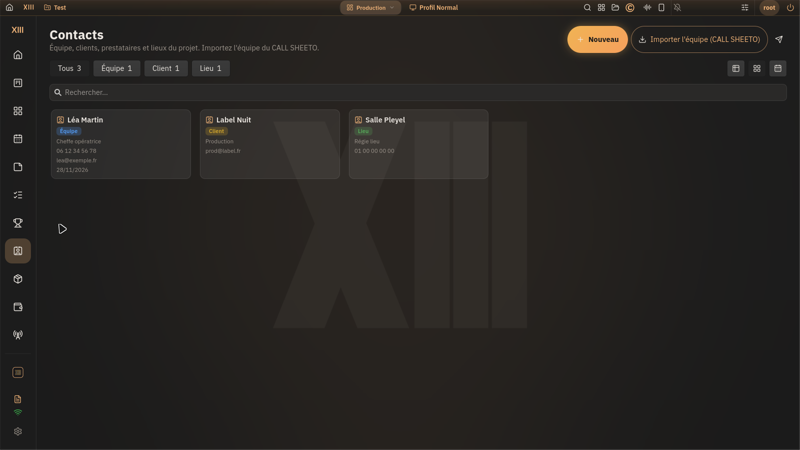 XIII
Test
Production
Profil Normal
root
XIII
Contacts
Équipe, clients, prestataires et lieux du projet. Importez l'équipe du CALL SHEETO.
Nouveau
Importer l'équipe (CALL SHEETO)
Tous 3
Équipe 1
Client 1
Lieu 1
Rechercher...
Léa Martin
Équipe
Cheffe opératrice
06 12 34 56 78
lea@exemple.fr
28/11/2026
Label Nuit
Client
Production
prod@label.fr
Salle Pleyel
Lieu
Régie lieu
01 00 00 00 00
XIII